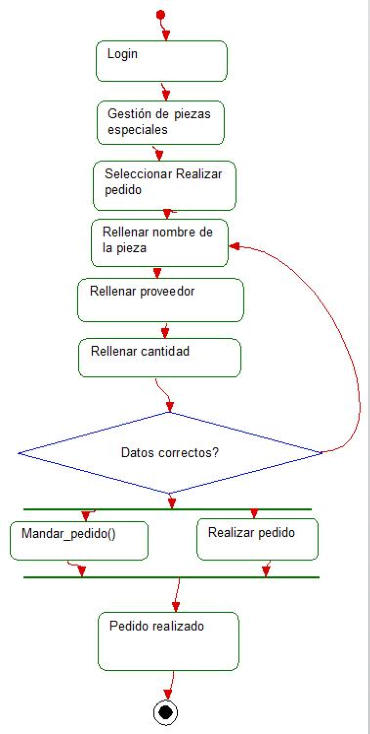 Login
Gestión de piezas
especiales
Seleccionar Realizar
pedido
Rellenar nombre de
la pieza
Rellenar proveedor
Rellenar cantidad
Datos correctos?
Mandar_pedido()
Realizar pedido
Pedido realizado